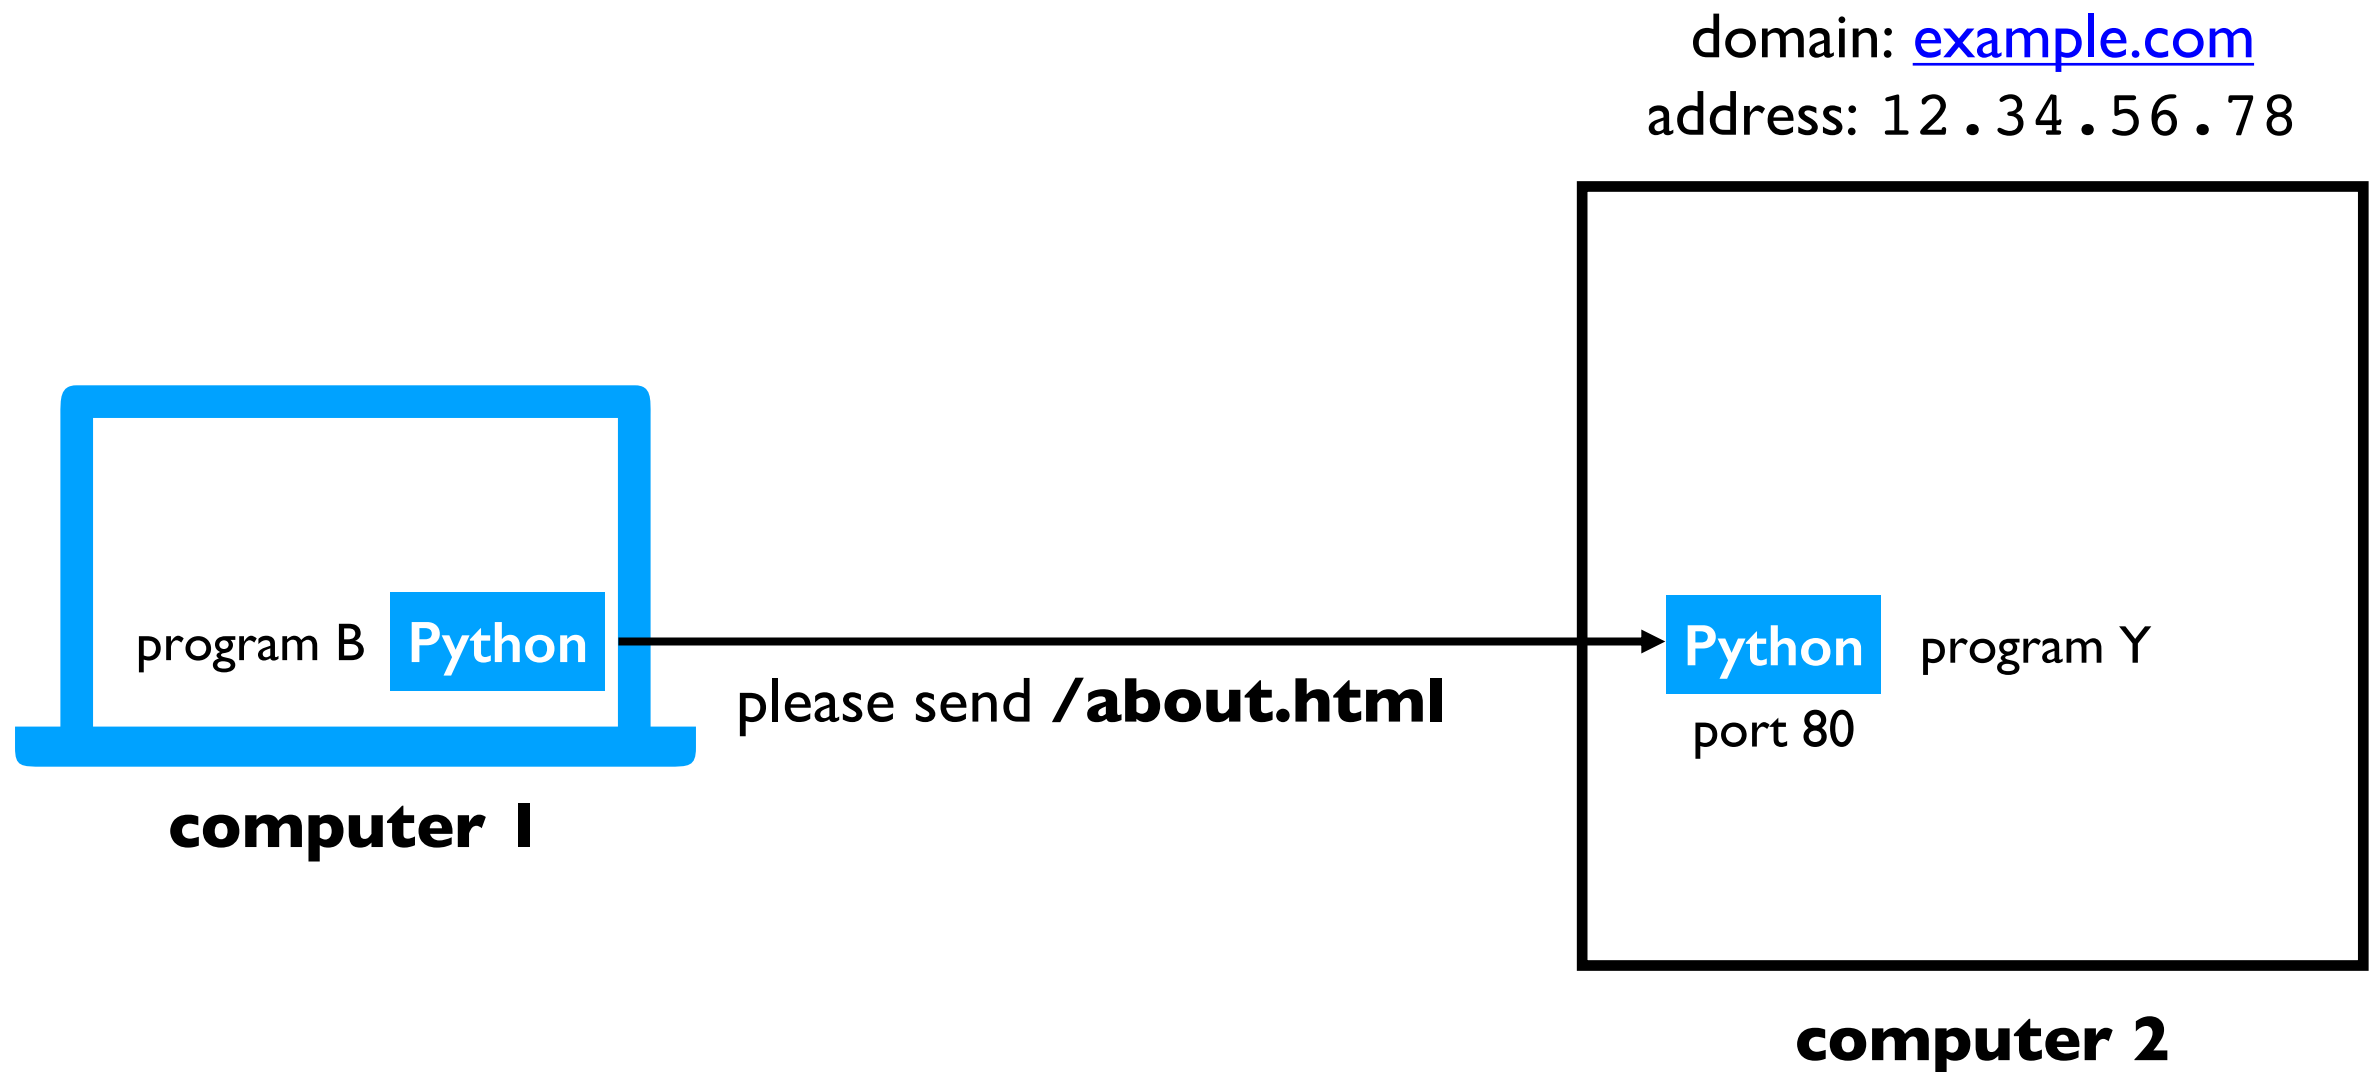 domain: example.com
address: 12.34.56.78
program B Python
please send /about.html
Python program Y
port 80
computer 1
computer 2